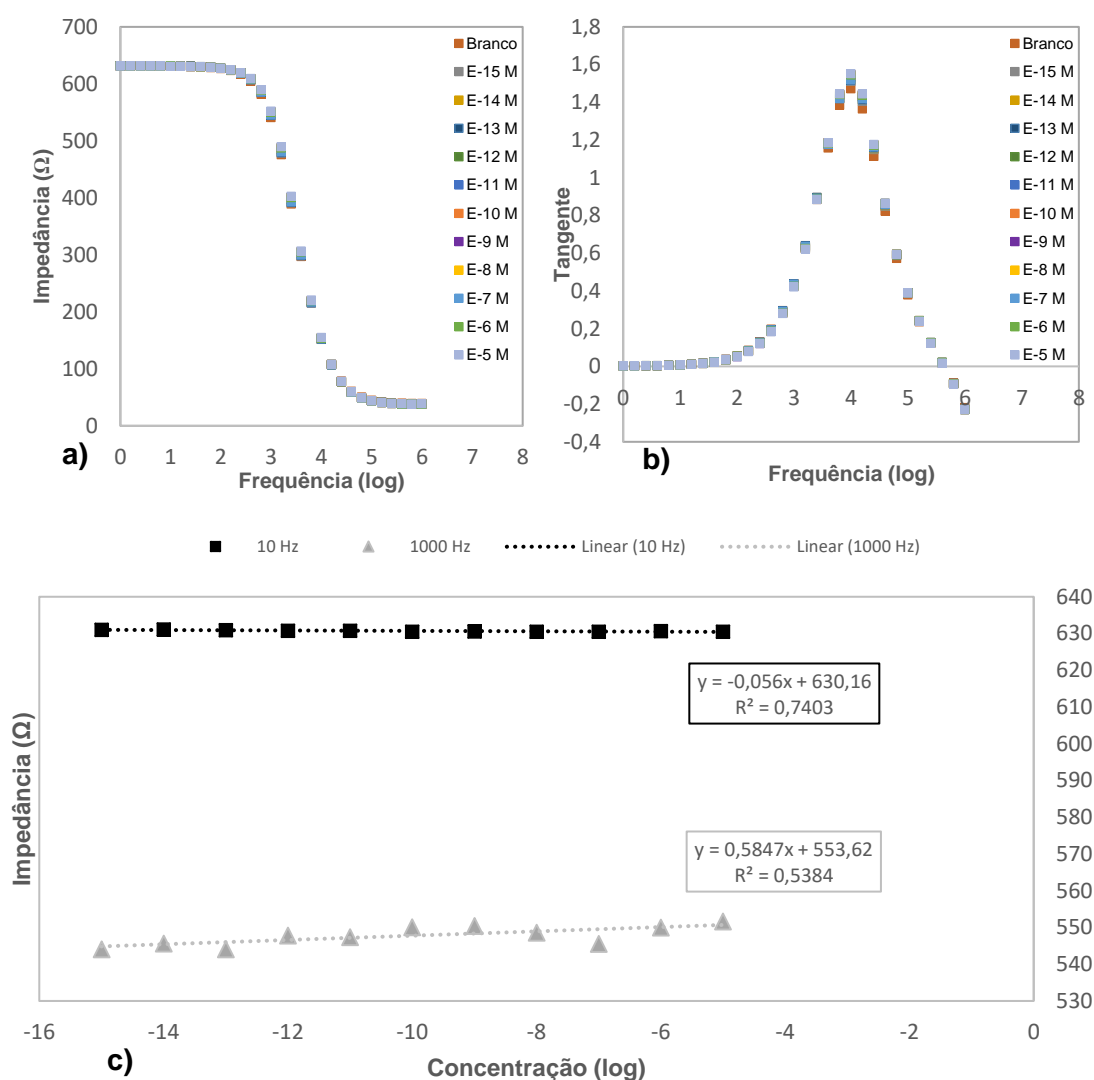 700
600
500
400
300
200
100
0
Impedância (Ω)
Branco
E-15 M
E-14 M
E-13 M
E-12 M
E-11 M
E-10 M
E-9 M
E-8 M
E-7 M
E-6 M
E-5 M
0 1 2 3 4 5 6 7 8
a)
Frequência (log)
1,8
1,6
1,4
1,2
1
0,8
0,6
0,4
0,2
0
-0,2
-0,4
Tangente
Branco
E-15 M
E-14 M
E-13 M
E-12 M
E-11 M
E-10 M
E-9 M
E-8 M
E-7 M
E-6 M
E-5 M
0 1 2 3 4 5 6 7 8
b)
Frequência (log)
10 Hz 1000 Hz Linear (10 Hz) Linear (1000 Hz)
Impedância (Ω)
640
630
620
610
600
590
580
570
560
550
540
530
y = -0,056x + 630,16
R² = 0,7403
y = 0,5847x + 553,62
R² = 0,5384
-16 -14 -12 -10 -8 -6 -4 -2 0
c)
Concentração (log)